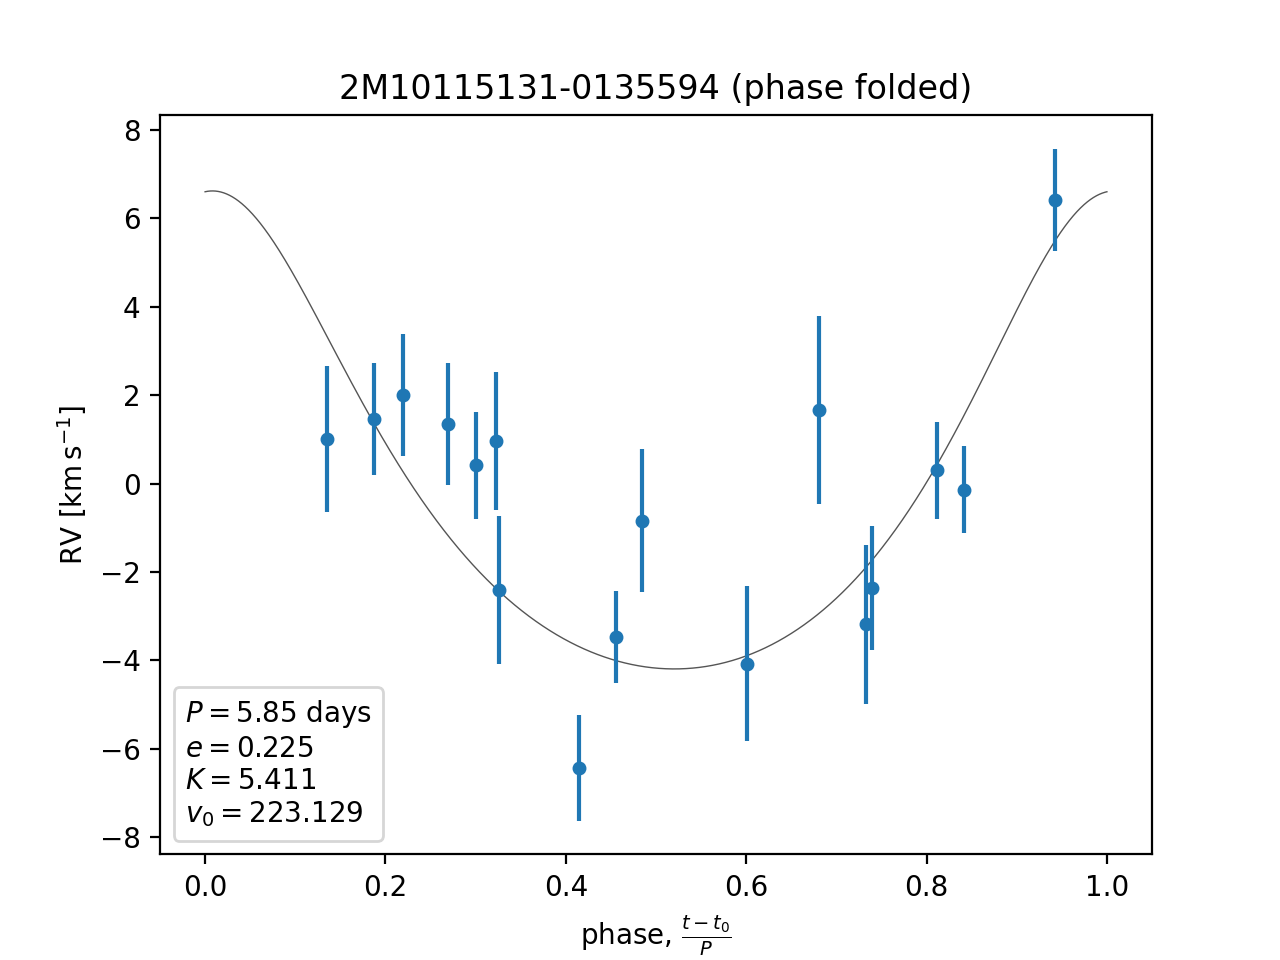 2M10115131-0135594 (phase folded)
RV [km s⁻¹]
8
6
4
2
0
−2
−4
−6
−8
P = 5.85 days
e = 0.225
K = 5.411
v₀ = 223.129
0.0 0.2 0.4 0.6 0.8 1.0
phase, (t − t₀)/P